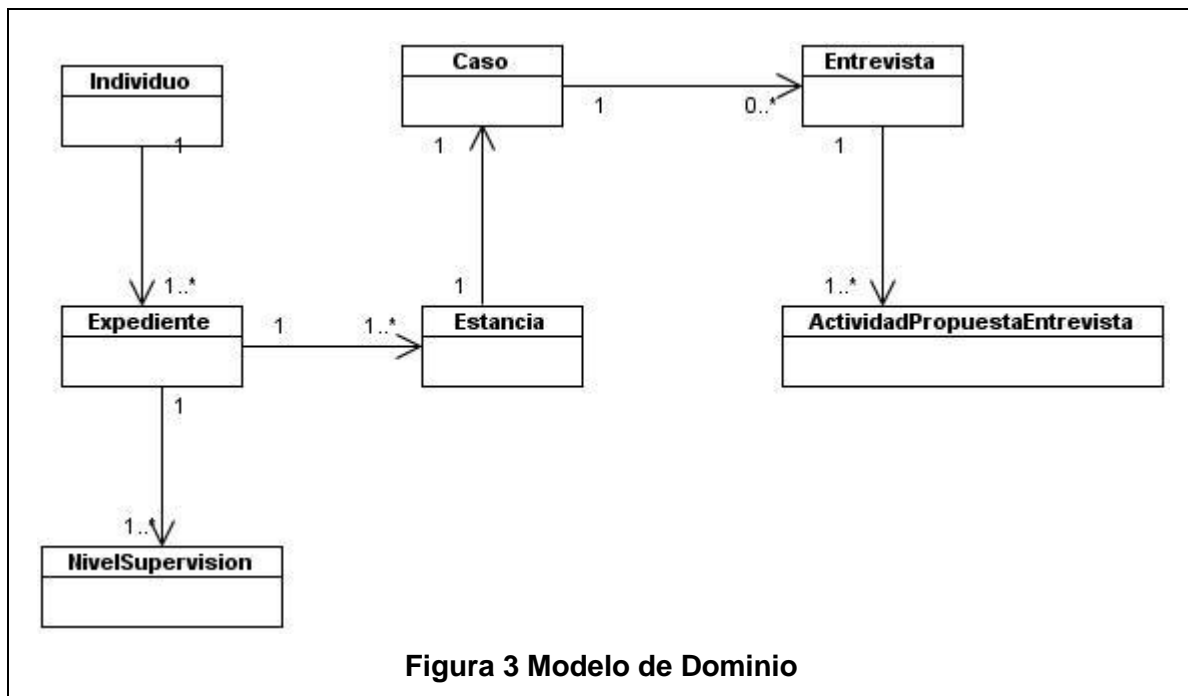 Caso
Entrevista
Individuo
1
0..*
1
1
1
1..*
1
1..*
Expediente
1
1..*
Estancia
ActividadPropuestaEntrevista
1
1..*
NivelSupervision
Figura 3 Modelo de Dominio